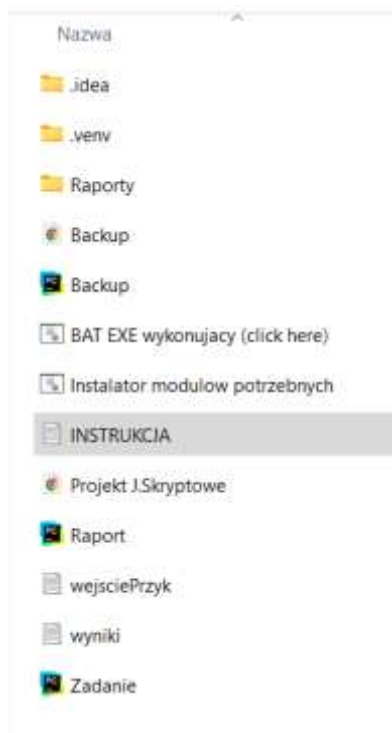 Nazwa
.idea
.venv
Raporty
Backup
Backup
BAT EXE wykonujacy (click here)
Instalator modulow potrzebnych
INSTRUKCJA
Projekt J.Skryptowe
Raport
wejsciePrzyk
wyniki
Zadanie